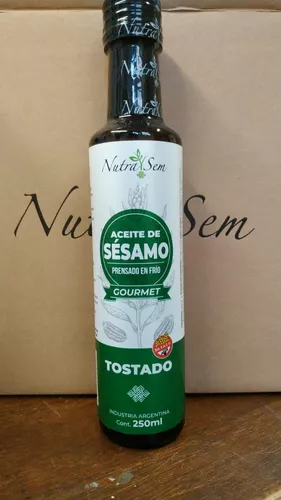 Nutra Sem
Nutra Sem
Nutra Sem
ACEITE DE
SÉSAMO
PRENSADO EN FRÍO
GOURMET
TOSTADO
INDUSTRIA ARGENTINA
Cont. 250ml